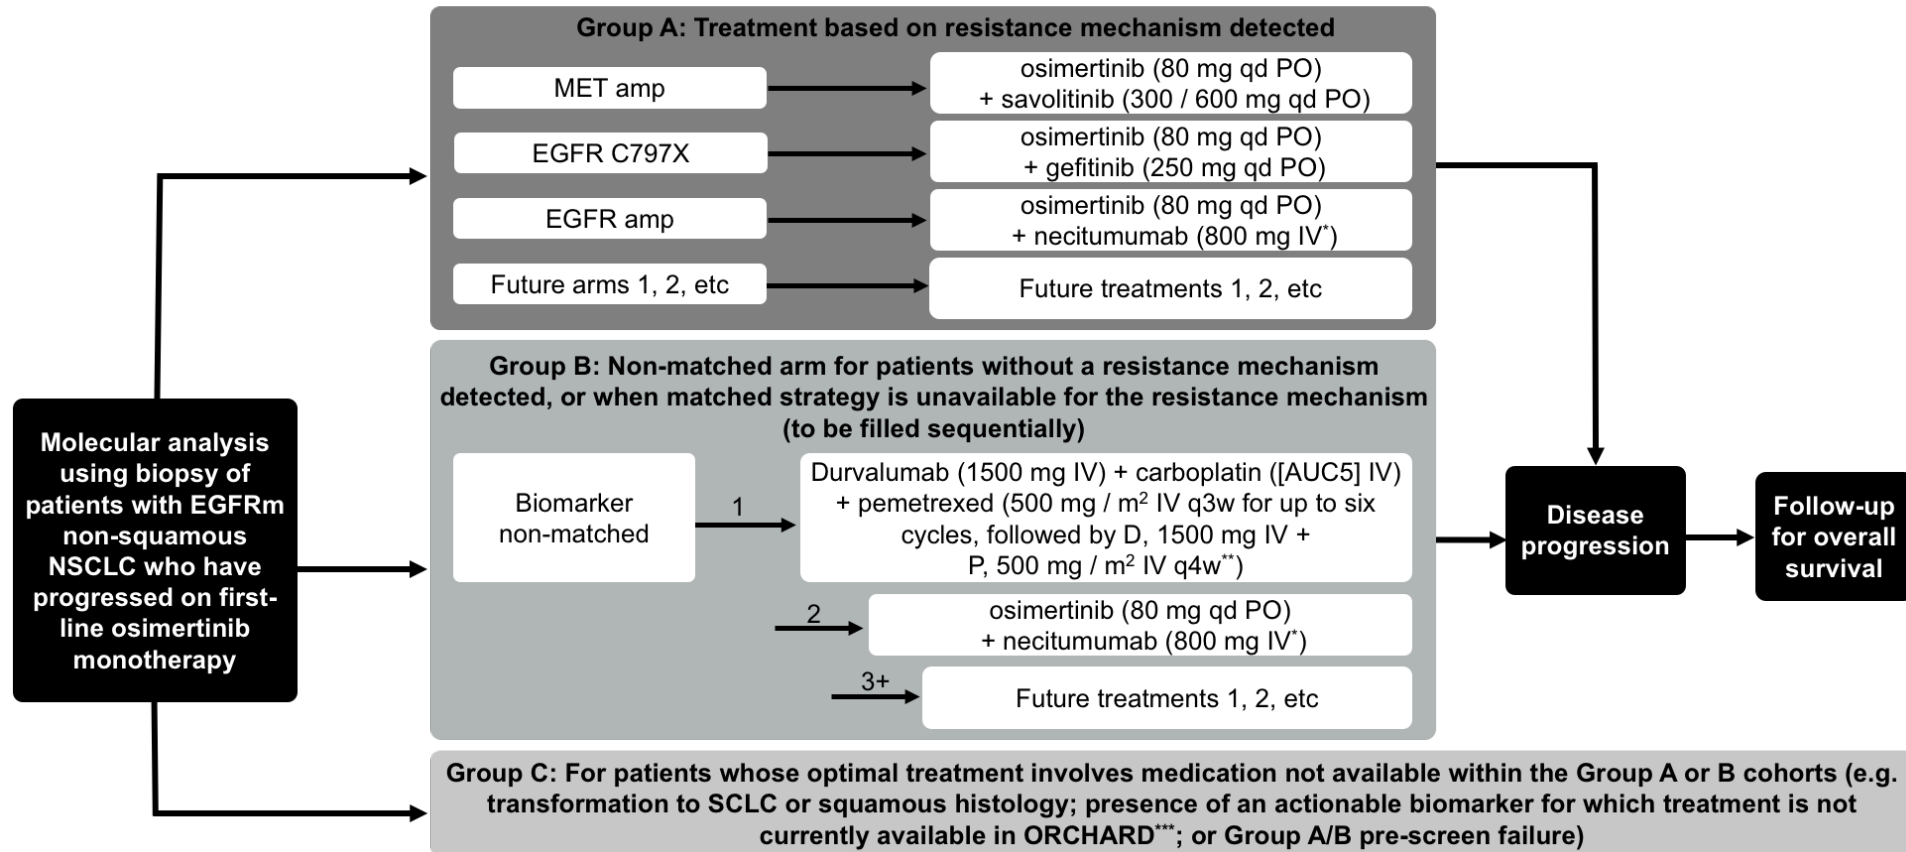 Group A: Treatment based on resistance mechanism detected
MET amp
osimertinib (80 mg qd PO)
+ savolitinib (300 / 600 mg qd PO)
EGFR C797X
osimertinib (80 mg qd PO)
+ gefitinib (250 mg qd PO)
EGFR amp
osimertinib (80 mg qd PO)
+ necitumumab (800 mg IV*)
Future arms 1, 2, etc
Future treatments 1, 2, etc
Group B: Non-matched arm for patients without a resistance mechanism
detected, or when matched strategy is unavailable for the resistance mechanism
(to be filled sequentially)
Molecular analysis
using biopsy of
patients with EGFRm
non-squamous
NSCLC who have
progressed on first-
line osimertinib
monotherapy
Biomarker
non-matched
1
Durvalumab (1500 mg IV) + carboplatin ([AUC5] IV)
+ pemetrexed (500 mg / m² IV q3w for up to six
cycles, followed by D, 1500 mg IV +
P, 500 mg / m² IV q4w**)
2
osimertinib (80 mg qd PO)
+ necitumumab (800 mg IV*)
3+
Future treatments 1, 2, etc
Disease
progression
Follow-up
for overall
survival
Group C: For patients whose optimal treatment involves medication not available within the Group A or B cohorts (e.g.
transformation to SCLC or squamous histology; presence of an actionable biomarker for which treatment is not
currently available in ORCHARD***; or Group A/B pre-screen failure)